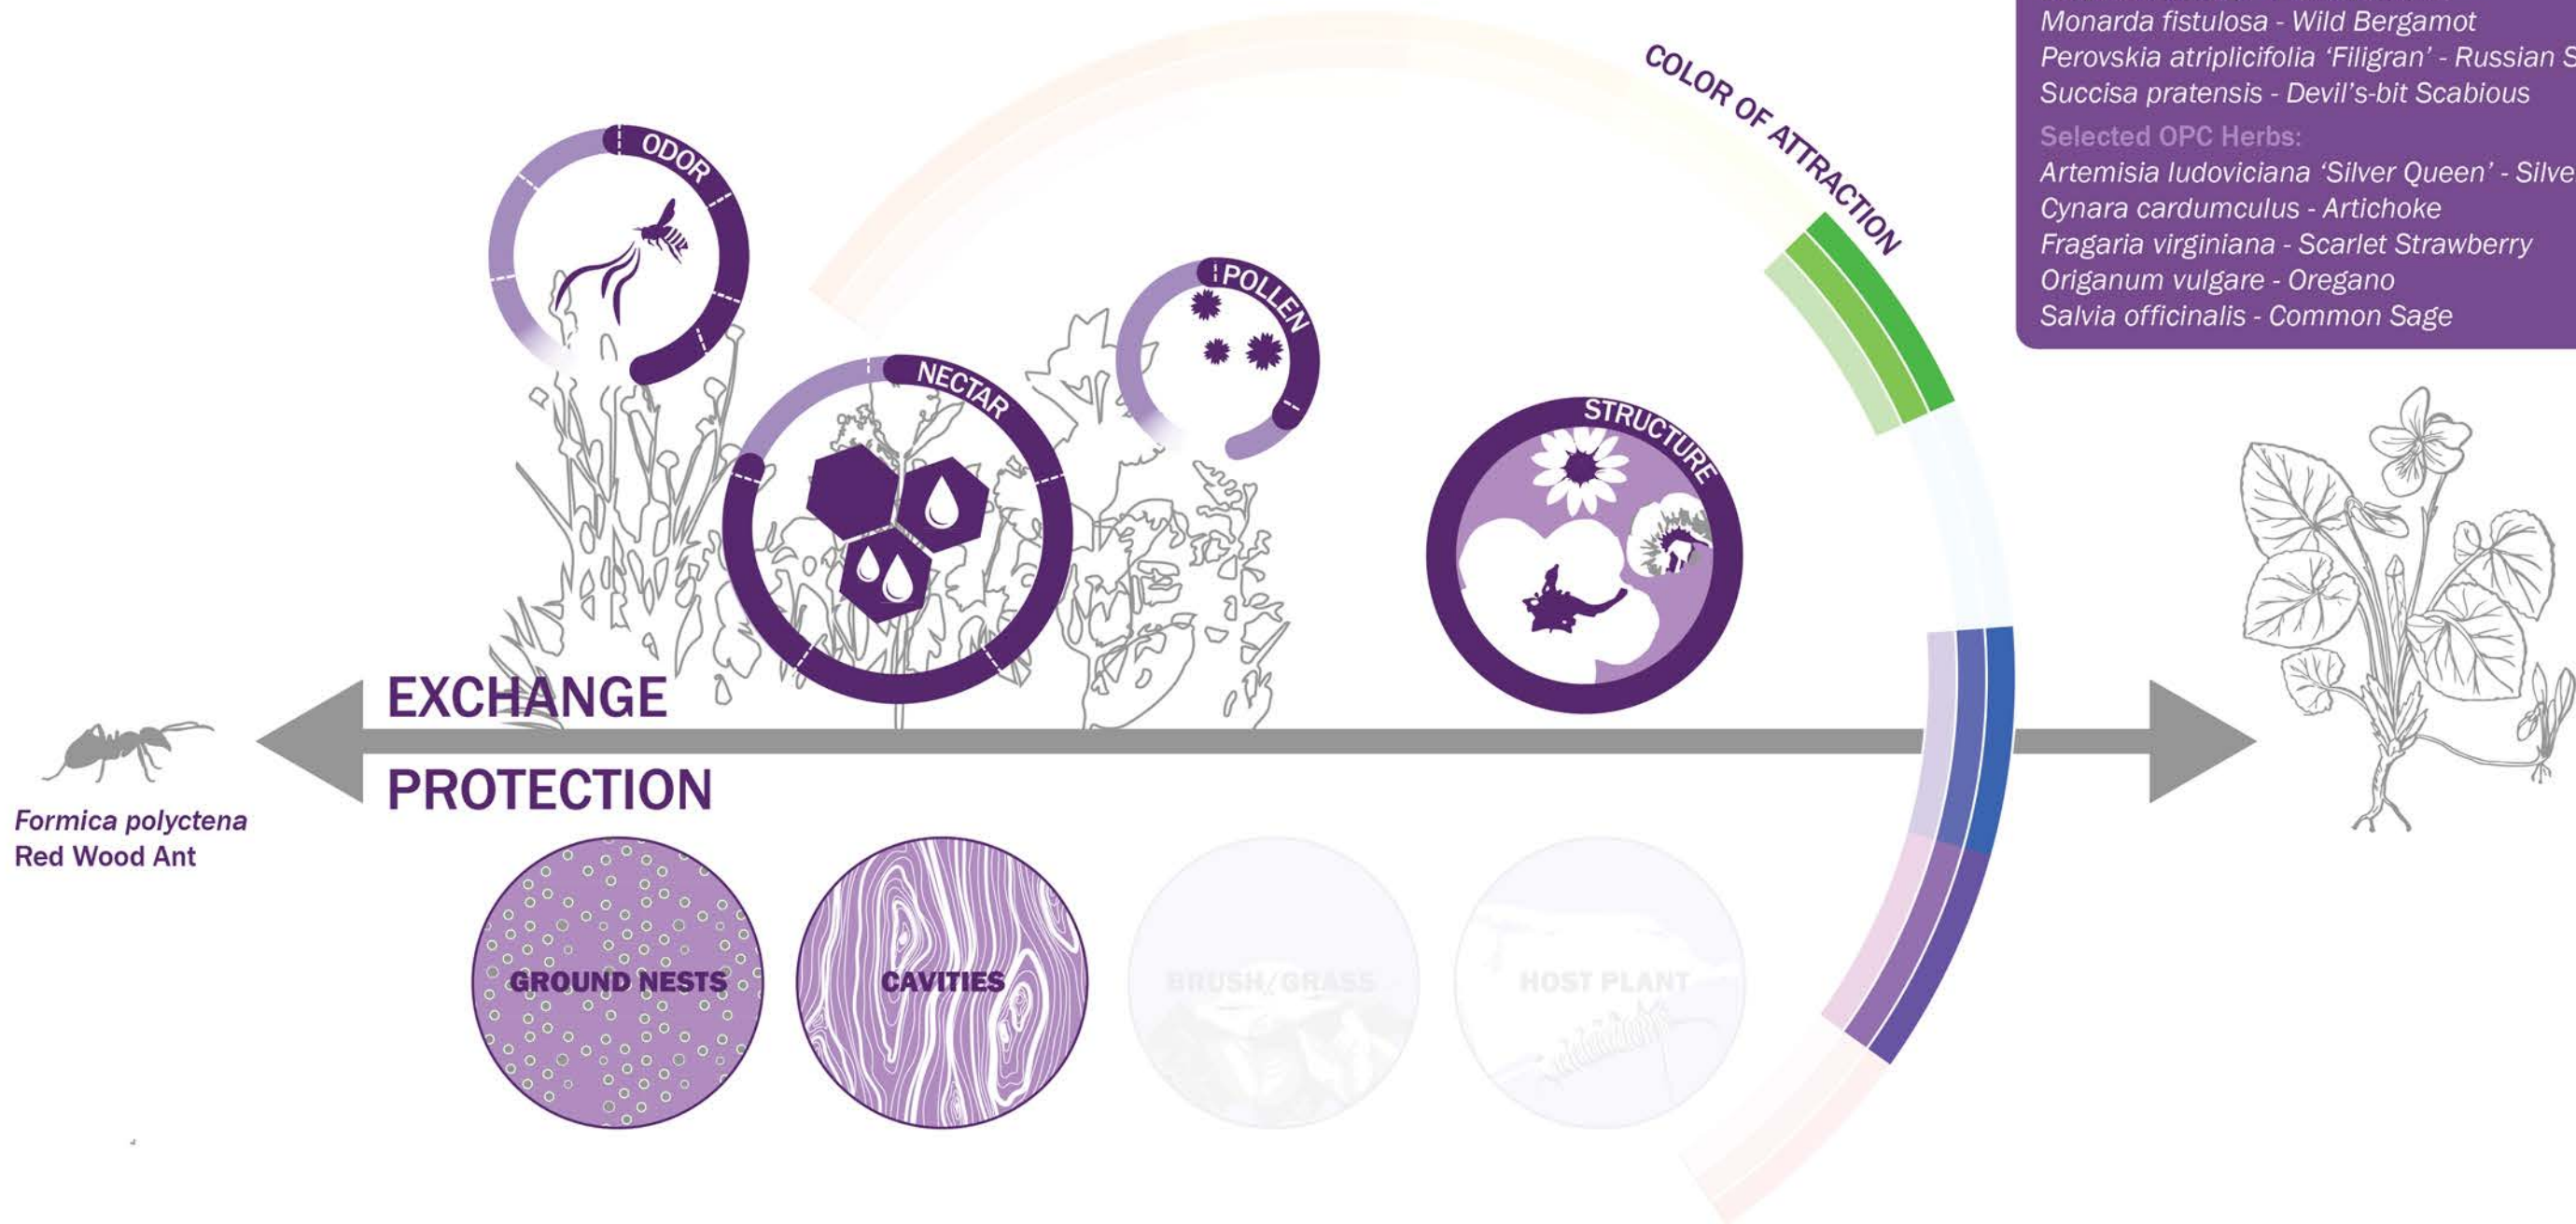 Monarda fistulosa - Wild Bergamot
Perovskia atriplicifolia ‘Filigran’ - Russian
Succisa pratensis - Devil’s-bit Scabious
Selected OPC Herbs:
Artemisia ludoviciana ‘Silver Queen’ -
Cynara cardumculus - Artichoke
Fragaria virginiana - Scarlet Strawberry
Origanum vulgare - Oregano
Salvia officinalis - Common Sage
COLOR OF ATTRACTION
ODOR
POLLEN
NECTAR
STRUCTURE
EXCHANGE
PROTECTION
Formica polyctena
Red Wood Ant
GROUND NESTS
CAVITIES
BRUSH/GRASS
HOST PLANT